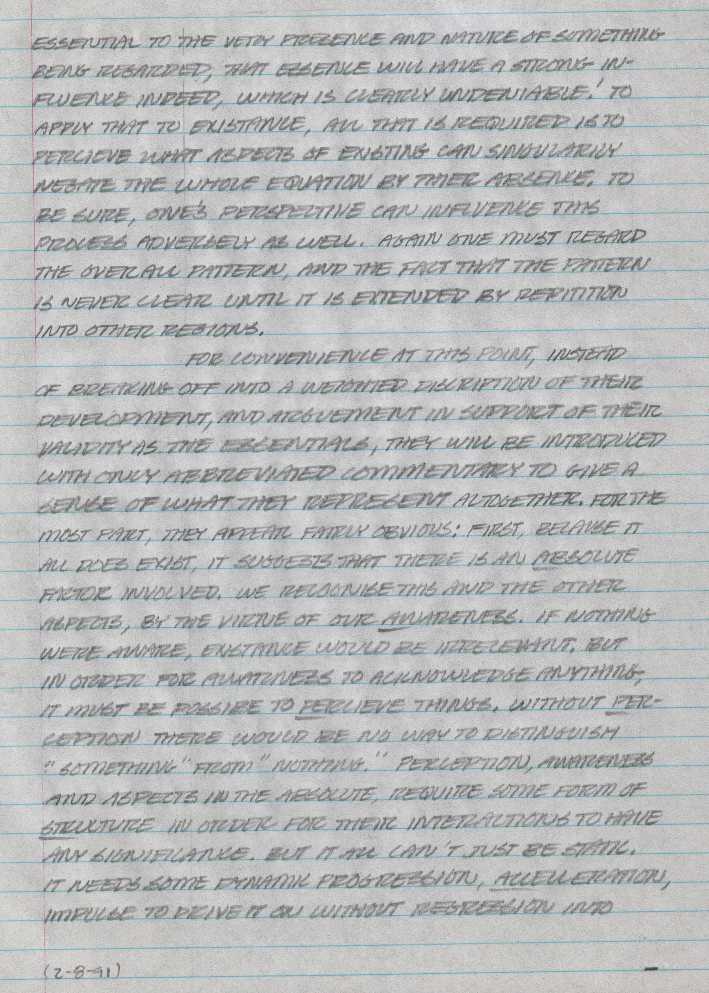 ESSENTIAL TO THE VERY PRESENCE AND NATURE OF SOMETHING
BEING REGARDED, THAT ESSENCE WILL HAVE A STRONG IN-
FLUENCE INDEED, WHICH IS CLEARLY UNDENIABLE.' TO
APPLY THAT TO EXISTANCE, ALL THAT IS REQUIRED IS TO
PERCIEVE WHAT ASPECTS OF EXISTING CAN SINGULARILY
NEGATE THE WHOLE EQUATION BY THIER ABSENCE. TO
BE SURE, ONE'S PERSPECTIVE CAN INFLUENCE THIS
PROCESS ADVERSELY AS WELL. AGAIN ONE MUST REGARD
THE OVERALL PATTERN, AND THE FACT THAT THE PATTERN
IS NEVER CLEAR UNTIL IT IS EXTENDED BY REPITITION
INTO OTHER REGIONS.
FOR CONVENIENCE AT THIS POINT, INSTEAD
OF BREAKING OFF INTO A WEIGHTED DISCRIPTION OF THEIR
DEVELOPMENT, AND ARGUEMENT IN SUPPORT OF THEIR
VALIDITY AS THE ESSENTIALS, THEY WILL BE INTRODUCED
WITH ONLY ABBREVIATED COMMENTARY TO GIVE A
SENSE OF WHAT THEY REPRESENT ALTOGETHER. FOR THE
MOST PART, THEY APPEAR FAIRLY OBVIOUS: FIRST, BECAUSE IT
ALL DOES EXIST, IT SUGGESTS THAT THERE IS AN ABSOLUTE
FACTOR INVOLVED. WE RECOGNISE THIS AND THE OTHER
ASPECTS, BY THE VIRTUE OF OUR AWARENESS. IF NOTHING
WERE AWARE, EXISTANCE WOULD BE IRRELEVANT. BUT
IN ORDER FOR AWARNESS TO ACKNOWLEDGE ANYTHING,
IT MUST BE POSSIBE TO PERCIEVE THINGS. WITHOUT PER-
CEPTION THERE WOULD BE NO WAY TO DISTINGUISH
"SOMETHING" FROM "NOTHING." PERCEPTION, AWARENESS
AND ASPECTS IN THE ABSOLUTE, REQUIRE SOME FORM OF
STRUCTURE IN ORDER FOR THEIR INTERACTIONS TO HAVE
ANY SIGNIFICANCE. BUT IT ALL CAN'T JUST BE STATIC.
IT NEEDS SOME DYNAMIC PROGRESSION, ACCELLERATION,
IMPULSE TO DRIVE IT ON WITHOUT REGRESSION INTO
(2-8-91)